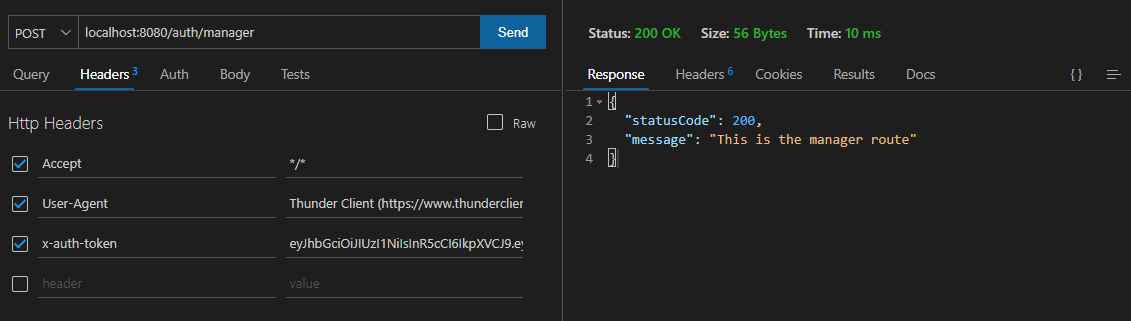 POST localhost:8080/auth/manager Send
Query Headers 3 Auth Body Tests
Http Headers Raw
Accept */*
User-Agent Thunder Client (https://www.thunderclien
x-auth-token eyJhbGciOiJIUzI1NiIsInR5cCI6IkpXVCJ9.ey
header value
Status: 200 OK Size: 56 Bytes Time: 10 ms
Response Headers 6 Cookies Results Docs {}
1 {
2 "statusCode": 200,
3 "message": "This is the manager route"
4 }